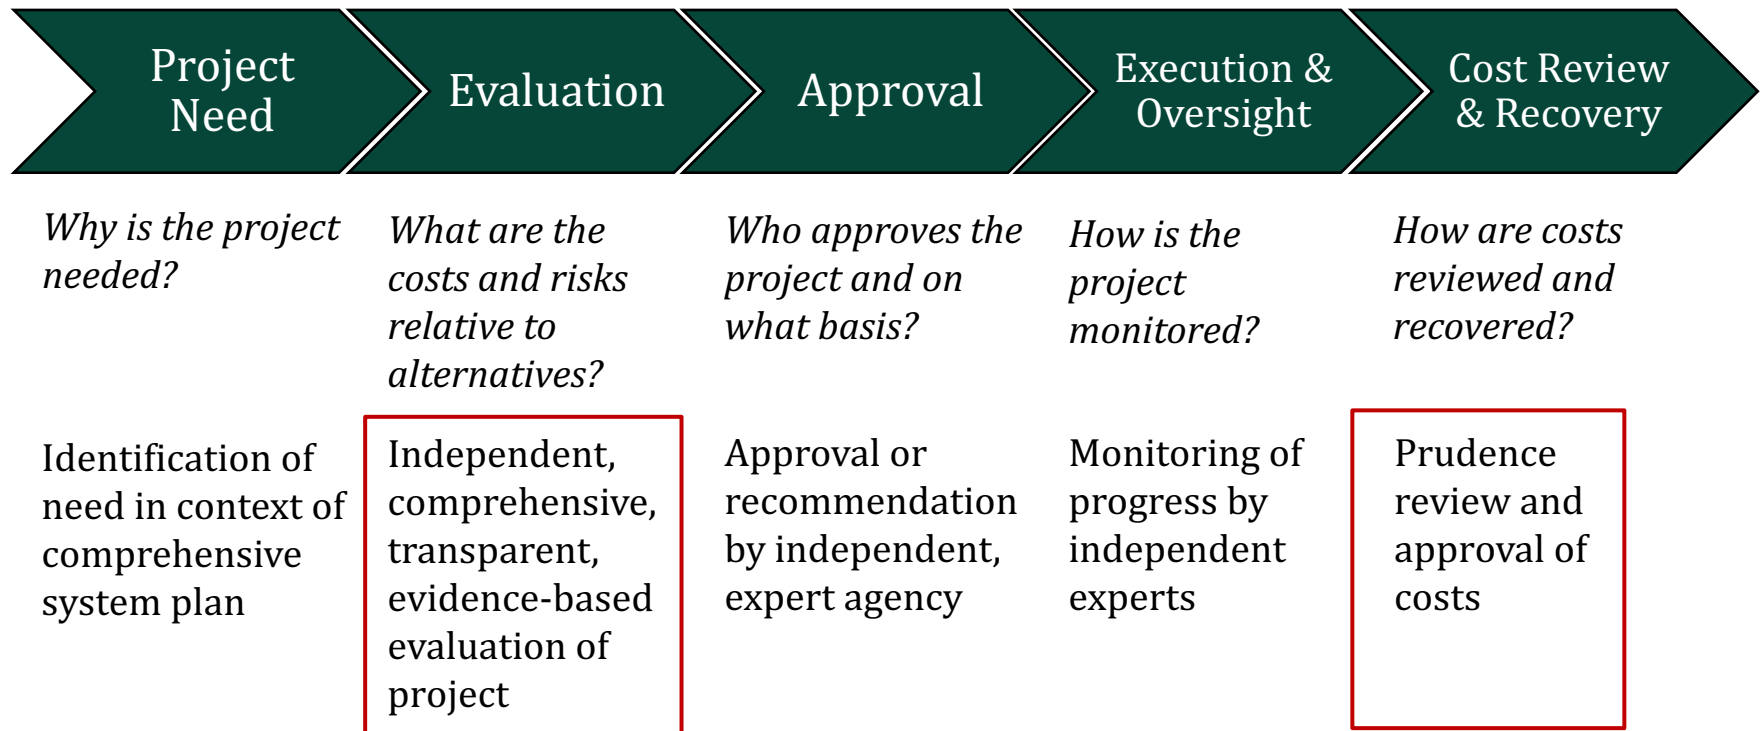 Project
Need
Evaluation
Approval
Execution &
Oversight
Cost Review
& Recovery
Why is the project
needed?
What are the
costs and risks
relative to
alternatives?
Who approves the
project and on
what basis?
How is the
project
monitored?
How are costs
reviewed and
recovered?
Identification of
need in context of
comprehensive
system plan
Independent,
comprehensive,
transparent,
evidence-based
evaluation of
project
Approval or
recommendation
by independent,
expert agency
Monitoring of
progress by
independent
experts
Prudence
review and
approval of
costs